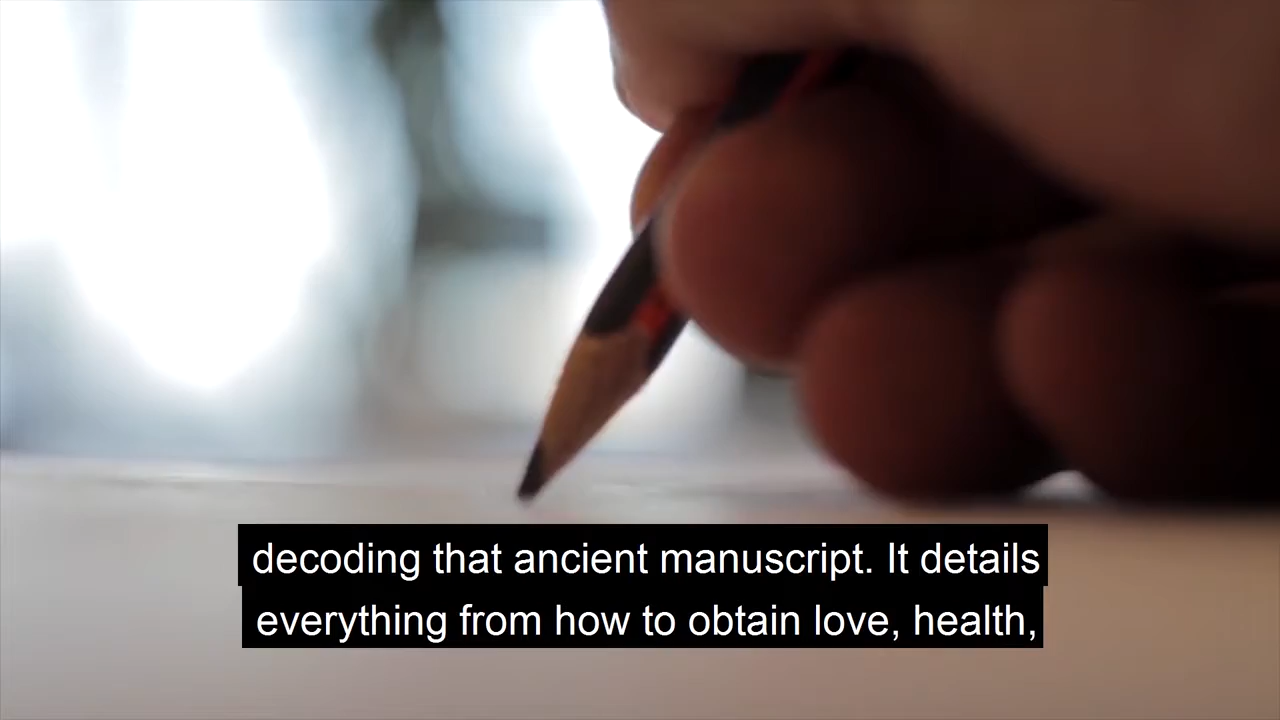 decoding that ancient manuscript. It details
everything from how to obtain love, health,